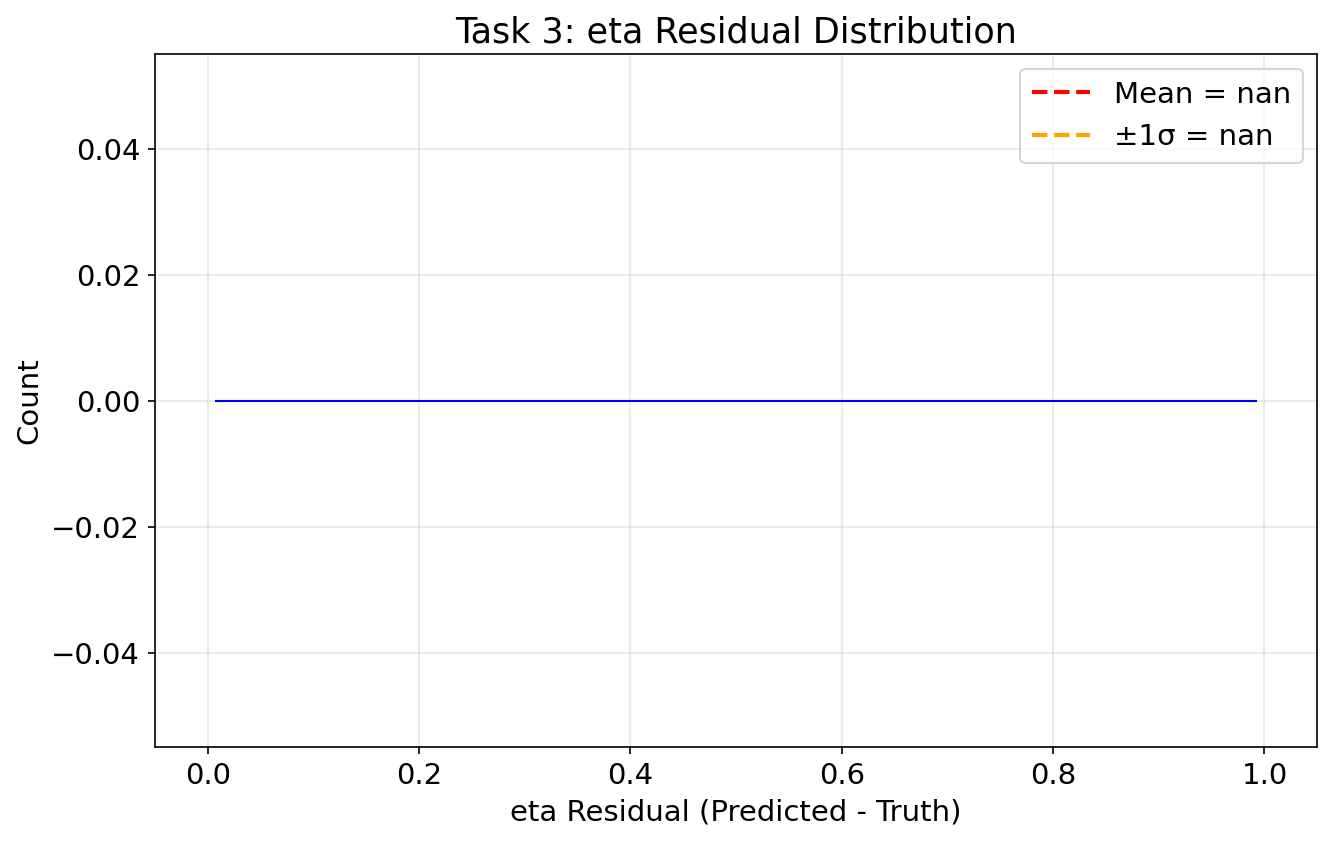 Task 3: eta Residual Distribution
Mean = nan
±1σ = nan
0.04
0.02
0.00
−0.02
−0.04
Count
0.0 0.2 0.4 0.6 0.8 1.0
eta Residual (Predicted - Truth)